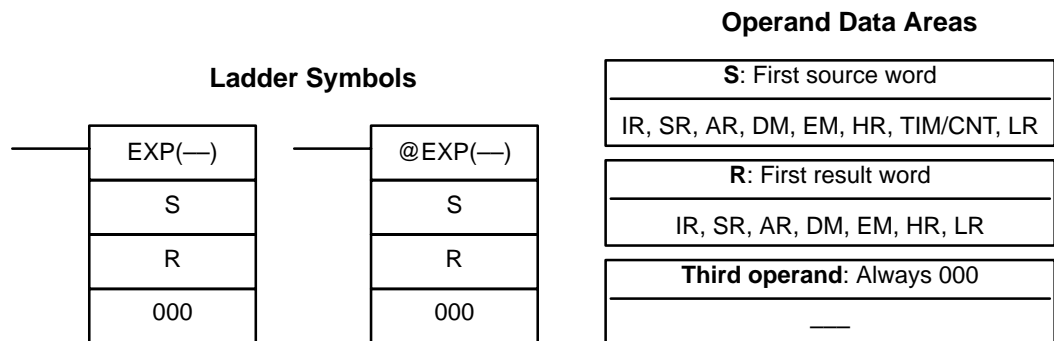 Ladder Symbols
EXP(—)
S
R
000
@EXP(—)
S
R
000
Operand Data Areas
S: First source word
IR, SR, AR, DM, EM, HR, TIM/CNT, LR
R: First result word
IR, SR, AR, DM, EM, HR, LR
Third operand: Always 000
—